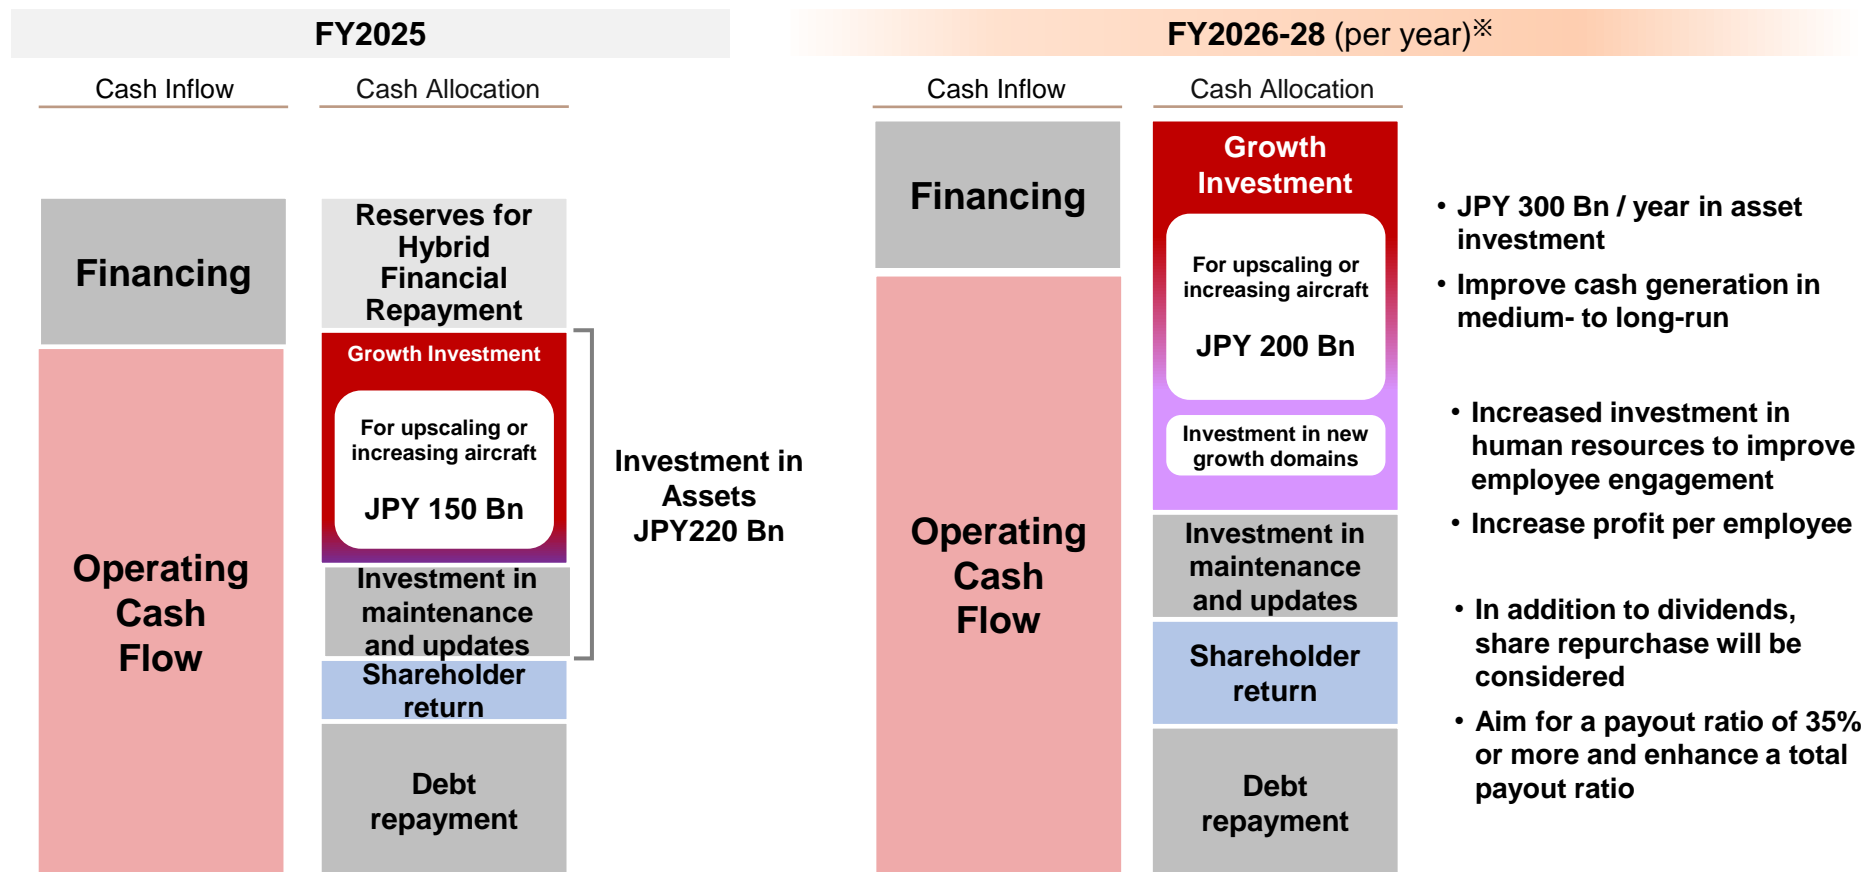 FY2025
Cash Inflow
Cash Allocation
Financing
Operating
Cash
Flow
Reserves for
Hybrid
Financial
Repayment
Growth Investment
For upscaling or
increasing aircraft
JPY 150 Bn
Investment in
maintenance
and updates
Shareholder
return
Debt
repayment
Investment in
Assets
JPY220 Bn
FY2026-28 (per year)※
Cash Inflow
Cash Allocation
Financing
Operating
Cash
Flow
Growth
Investment
For upscaling or
increasing aircraft
JPY 200 Bn
Investment in new
growth domains
Investment in
maintenance
and updates
Shareholder
return
Debt
repayment
• JPY 300 Bn / year in asset
investment
• Improve cash generation in
medium- to long-run
• Increased investment in
human resources to improve
employee engagement
• Increase profit per employee
• In addition to dividends,
share repurchase will be
considered
• Aim for a payout ratio of 35%
or more and enhance a total
payout ratio